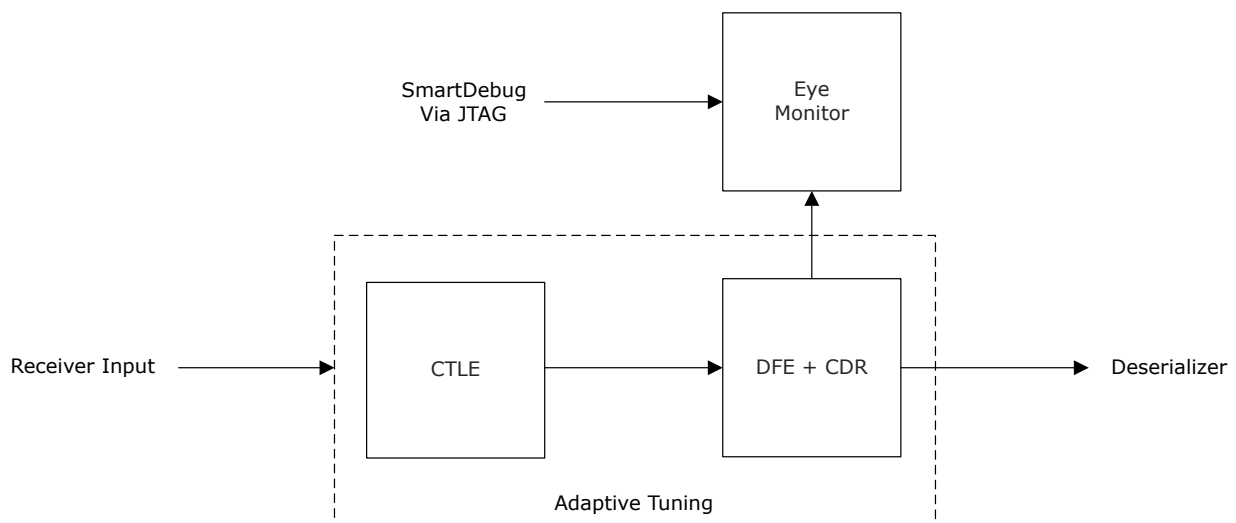 SmartDebug
Via JTAG
Eye
Monitor
Receiver Input
CTLE
DFE + CDR
Deserializer
Adaptive Tuning